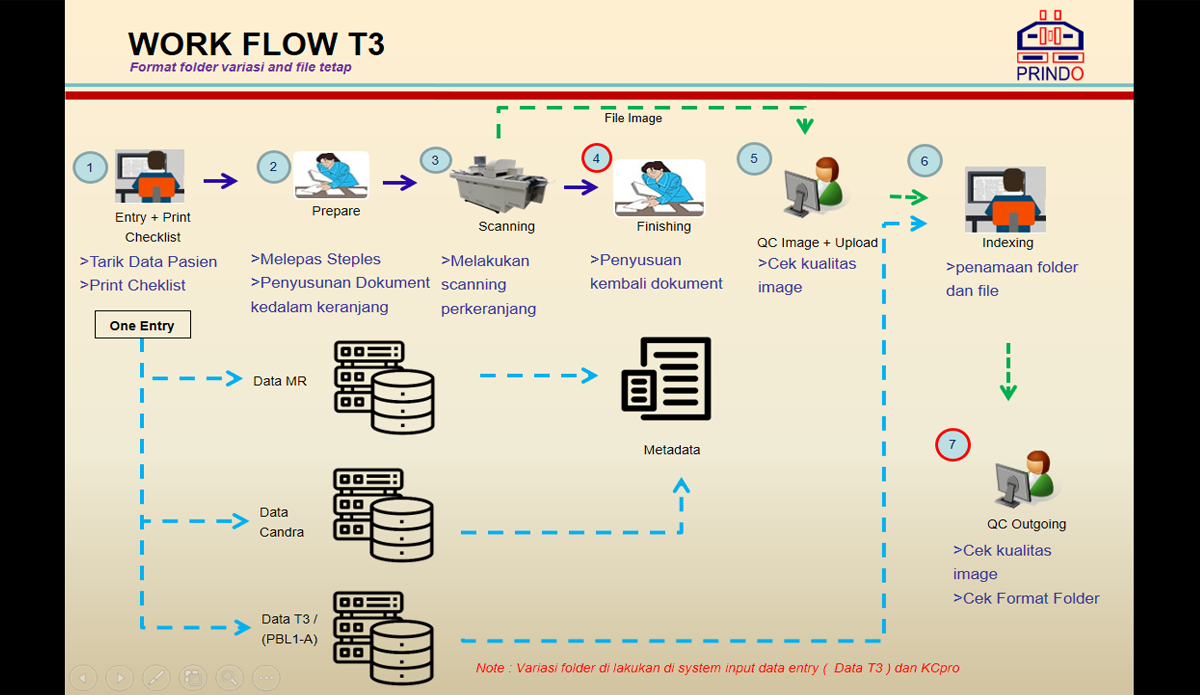 WORK FLOW T3
Format folder variasi and file tetap
PRINDO
File Image
1
2
3
4
5
6
Entry + Print
Checklist
Prepare
Scanning
Finishing
QC Image + Upload
Indexing
>Tarik Data Pasien
>Print Cheklist
>Melepas Steples
>Penyusunan Dokument
kedalam keranjang
>Melakukan
scanning
perkeranjang
>Penyusuan
kembali dokument
>Cek kualitas
image
>penamaan folder
dan file
One Entry
Data MR
Metadata
7
Data
Candra
QC Outgoing
>Cek kualitas
image
>Cek Format Folder
Data T3 /
(PBL1-A)
Note : Variasi folder di lakukan di system input data entry ( Data T3 ) dan KCpro